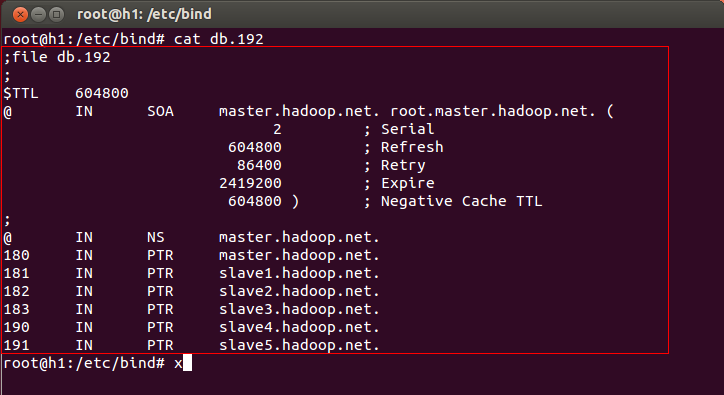 root@h1: /etc/bind
root@h1:/etc/bind# cat db.192
;file db.192
;
$TTL    604800
@       IN      SOA     master.hadoop.net. root.master.hadoop.net. (
                              2         ; Serial
                         604800         ; Refresh
                          86400         ; Retry
                        2419200         ; Expire
                         604800 )       ; Negative Cache TTL
;
@       IN      NS      master.hadoop.net.
180     IN      PTR     master.hadoop.net.
181     IN      PTR     slave1.hadoop.net.
182     IN      PTR     slave2.hadoop.net.
183     IN      PTR     slave3.hadoop.net.
190     IN      PTR     slave4.hadoop.net.
191     IN      PTR     slave5.hadoop.net.
root@h1:/etc/bind# x